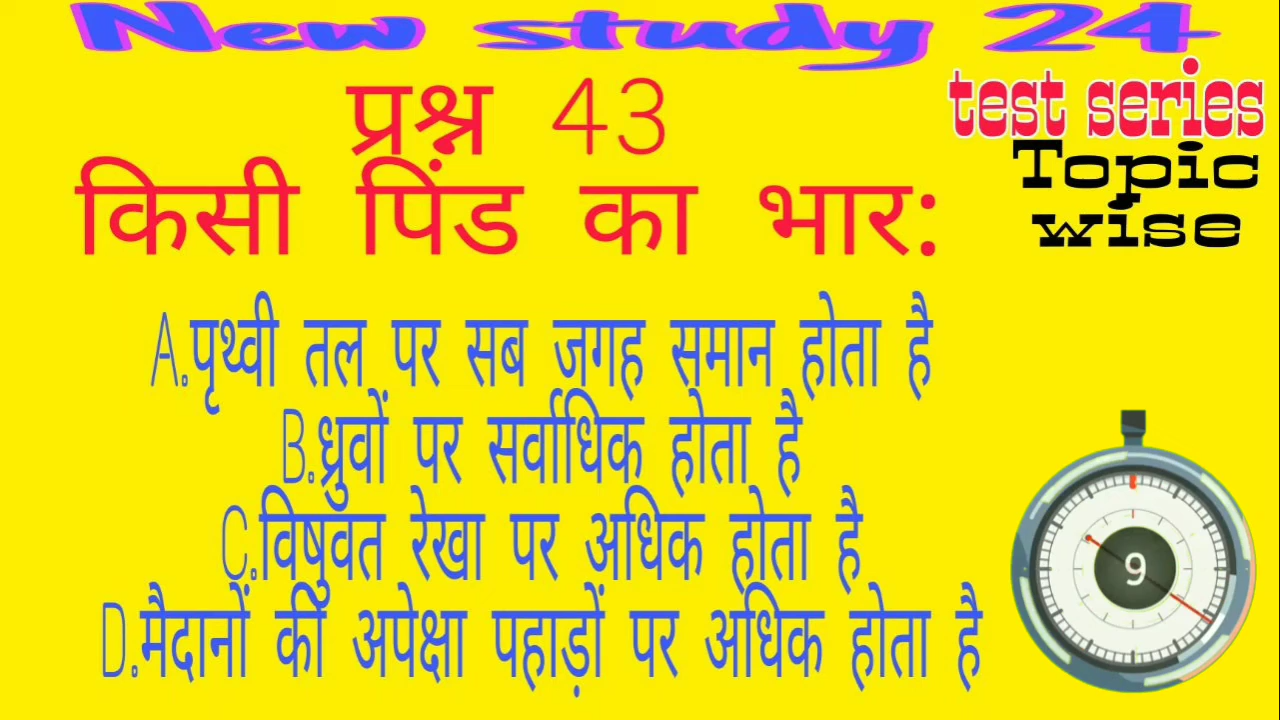 New study 24
test series
Topic
wise
प्रश्न 43
किसी पिंड का भार:
A.पृथ्वी तल पर सब जगह समान होता है
B.ध्रुवों पर सर्वाधिक होता है
C.विषुवत रेखा पर अधिक होता है
D.मैदानों की अपेक्षा पहाड़ों पर अधिक होता है
9